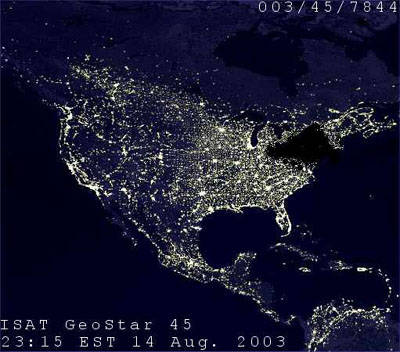 003/45/7844
ISAT GeoStar 45
23:15 EST 14 Aug. 2003